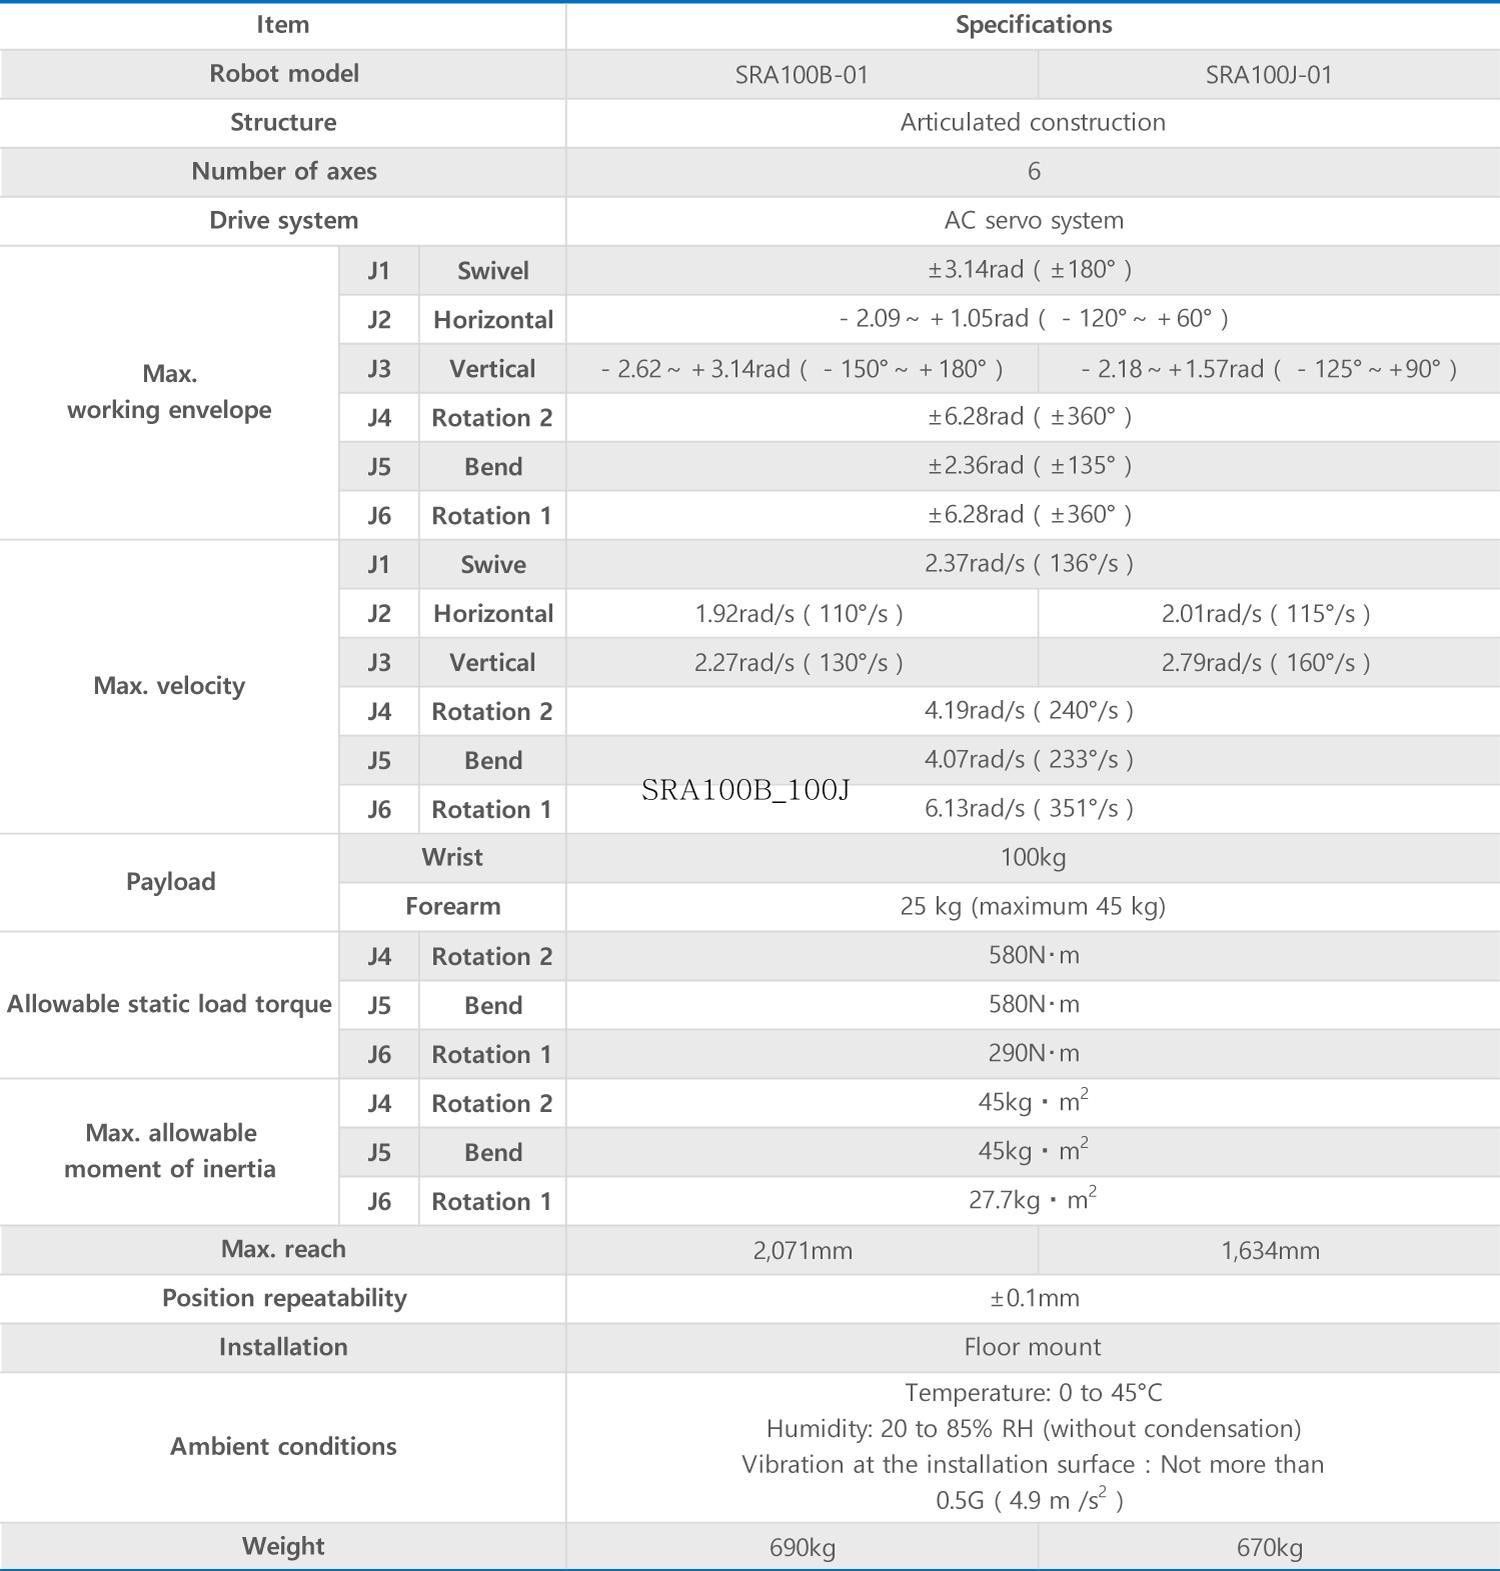 Item Specifications
Robot model SRA100B-01 SRA100J-01
Structure Articulated construction
Number of axes 6
Drive system AC servo system
Max.
working envelope
J1 Swivel ±3.14rad ( ±180° )
J2 Horizontal - 2.09 ~ + 1.05rad ( - 120° ~ + 60° )
J3 Vertical - 2.62 ~ + 3.14rad ( - 150° ~ + 180° ) - 2.18 ~ +1.57rad ( - 125° ~ +90° )
J4 Rotation 2 ±6.28rad ( ±360° )
J5 Bend ±2.36rad ( ±135° )
J6 Rotation 1 ±6.28rad ( ±360° )
Max. velocity
J1 Swive 2.37rad/s ( 136°/s )
J2 Horizontal 1.92rad/s ( 110°/s ) 2.01rad/s ( 115°/s )
J3 Vertical 2.27rad/s ( 130°/s ) 2.79rad/s ( 160°/s )
J4 Rotation 2 4.19rad/s ( 240°/s )
J5 Bend 4.07rad/s ( 233°/s )
SRA100B_100J
J6 Rotation 1 6.13rad/s ( 351°/s )
Payload
Wrist 100kg
Forearm 25 kg (maximum 45 kg)
Allowable static load torque
J4 Rotation 2 580N·m
J5 Bend 580N·m
J6 Rotation 1 290N·m
Max. allowable
moment of inertia
J4 Rotation 2 45kg · m²
J5 Bend 45kg · m²
J6 Rotation 1 27.7kg · m²
Max. reach 2,071mm 1,634mm
Position repeatability ±0.1mm
Installation Floor mount
Ambient conditions
Temperature: 0 to 45°C
Humidity: 20 to 85% RH (without condensation)
Vibration at the installation surface : Not more than
0.5G ( 4.9 m /s² )
Weight 690kg 670kg